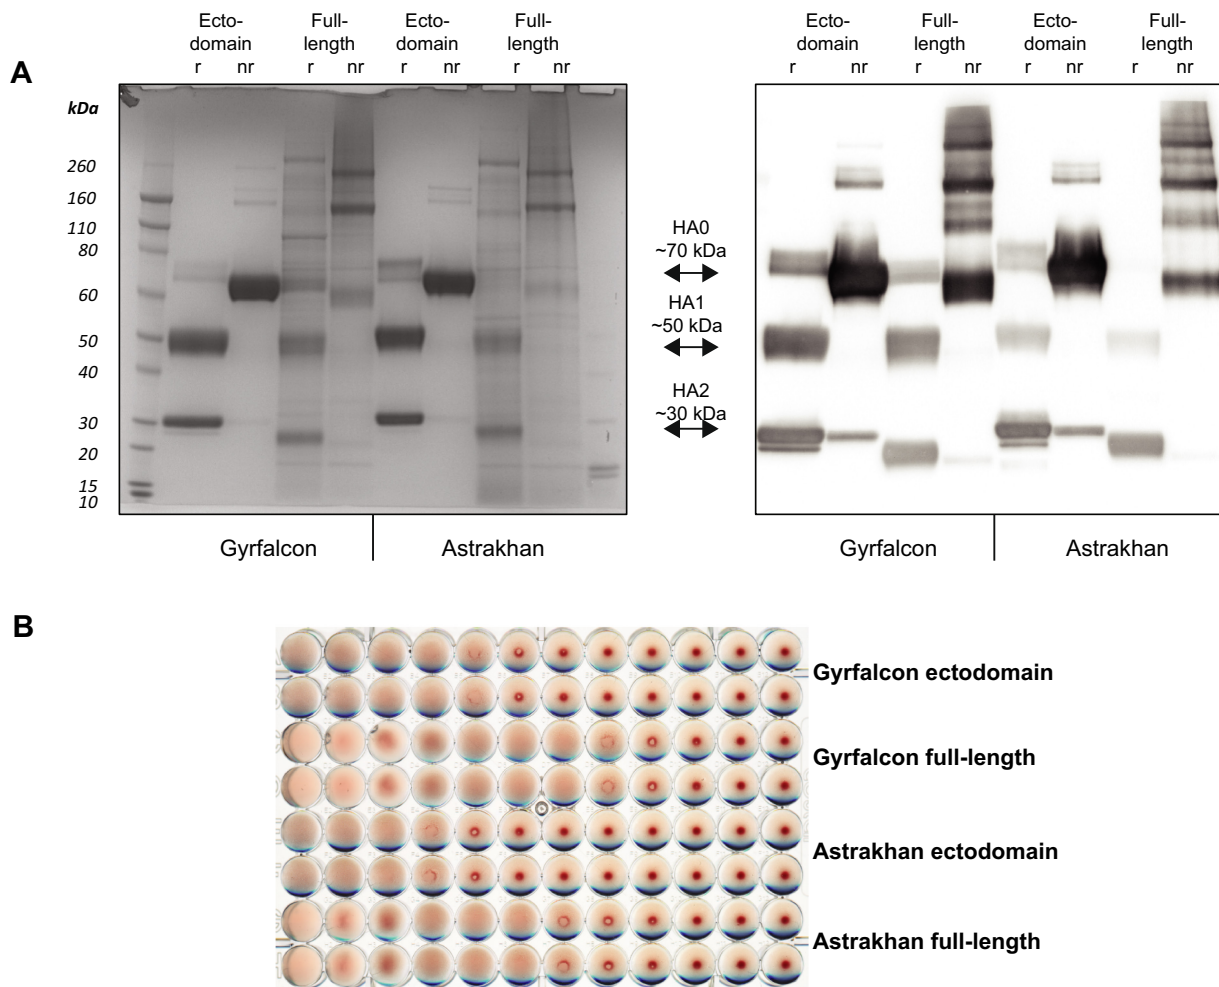 A
Ecto-
domain
Full-
length
Ecto-
domain
Full-
length
r nr r nr r nr r nr
kDa
260
160
110
80
60
50
40
30
20
15
10
Gyrfalcon
Astrakhan
HA0
~70 kDa
HA1
~50 kDa
HA2
~30 kDa
Ecto-
domain
Full-
length
Ecto-
domain
Full-
length
r nr r nr r nr r nr
Gyrfalcon
Astrakhan
B
Gyrfalcon ectodomain
Gyrfalcon full-length
Astrakhan ectodomain
Astrakhan full-length